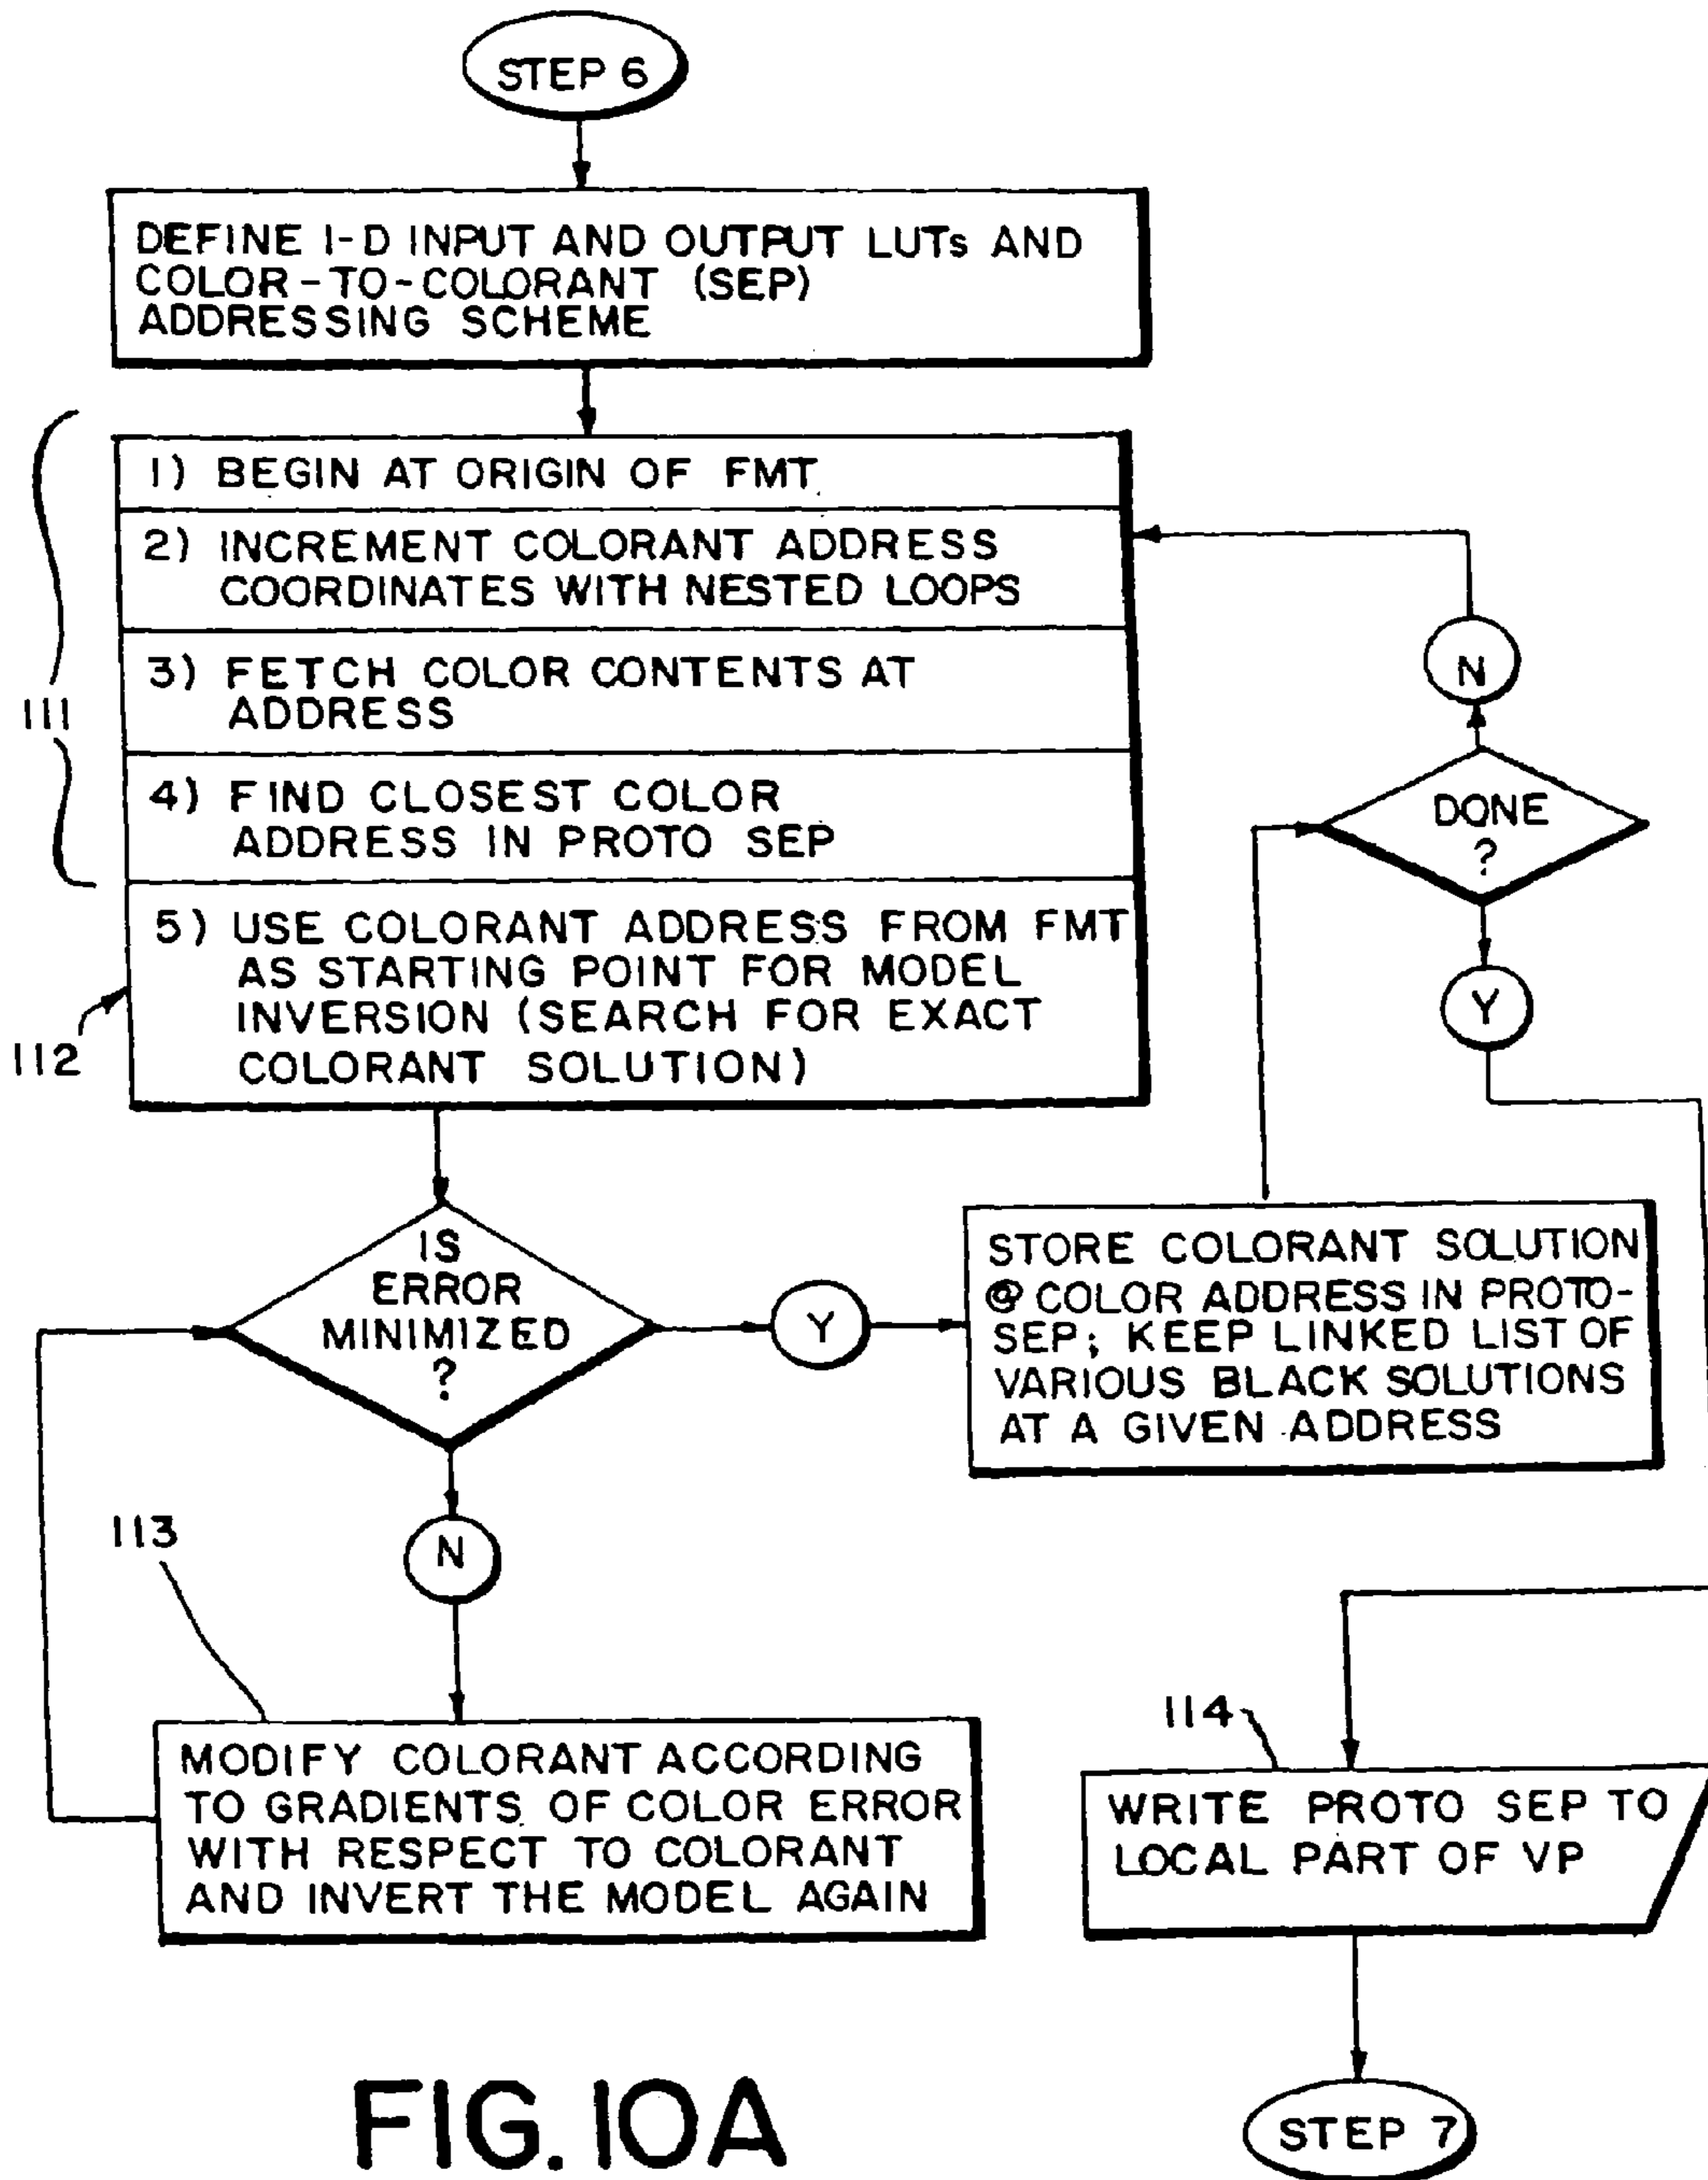 STEP 6
DEFINE 1-D INPUT AND OUTPUT LUTs AND
COLOR-TO-COLORANT (SEP)
ADDRESSING SCHEME
111
1) BEGIN AT ORIGIN OF FMT
2) INCREMENT COLORANT ADDRESS
COORDINATES WITH NESTED LOOPS
3) FETCH COLOR CONTENTS AT
ADDRESS
4) FIND CLOSEST COLOR
ADDRESS IN PROTO SEP
112
5) USE COLORANT ADDRESS FROM FMT
AS STARTING POINT FOR MODEL
INVERSION (SEARCH FOR EXACT
COLORANT SOLUTION)
N
DONE
?
Y
IS
ERROR
MINIMIZED
?
Y
STORE COLORANT SOLUTION
@ COLOR ADDRESS IN PROTO-
SEP; KEEP LINKED LIST OF
VARIOUS BLACK SOLUTIONS
AT A GIVEN ADDRESS
N
113
MODIFY COLORANT ACCORDING
TO GRADIENTS OF COLOR ERROR
WITH RESPECT TO COLORANT
AND INVERT THE MODEL AGAIN
114
WRITE PROTO SEP TO
LOCAL PART OF VP
STEP 7
FIG. 10A